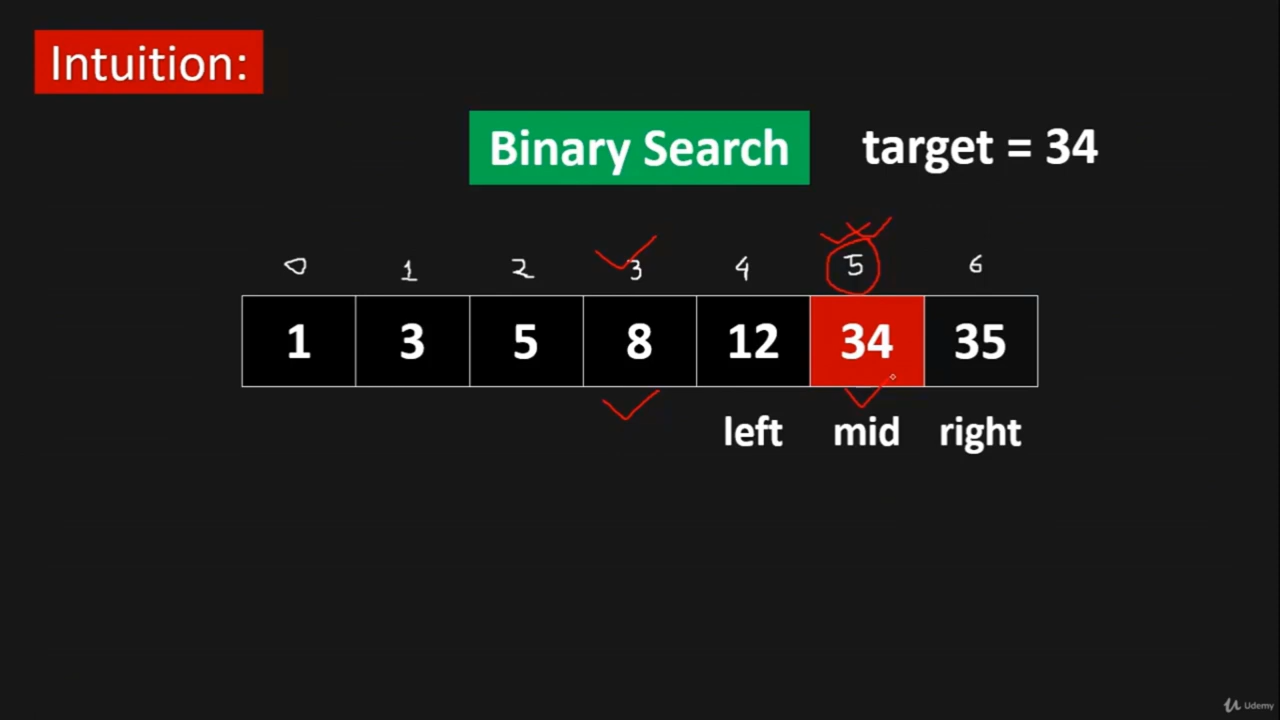 Intuition:
Binary Search target = 34
0 1 2 3 4 5 6
1 3 5 8 12 34 35
left mid right
Udemy